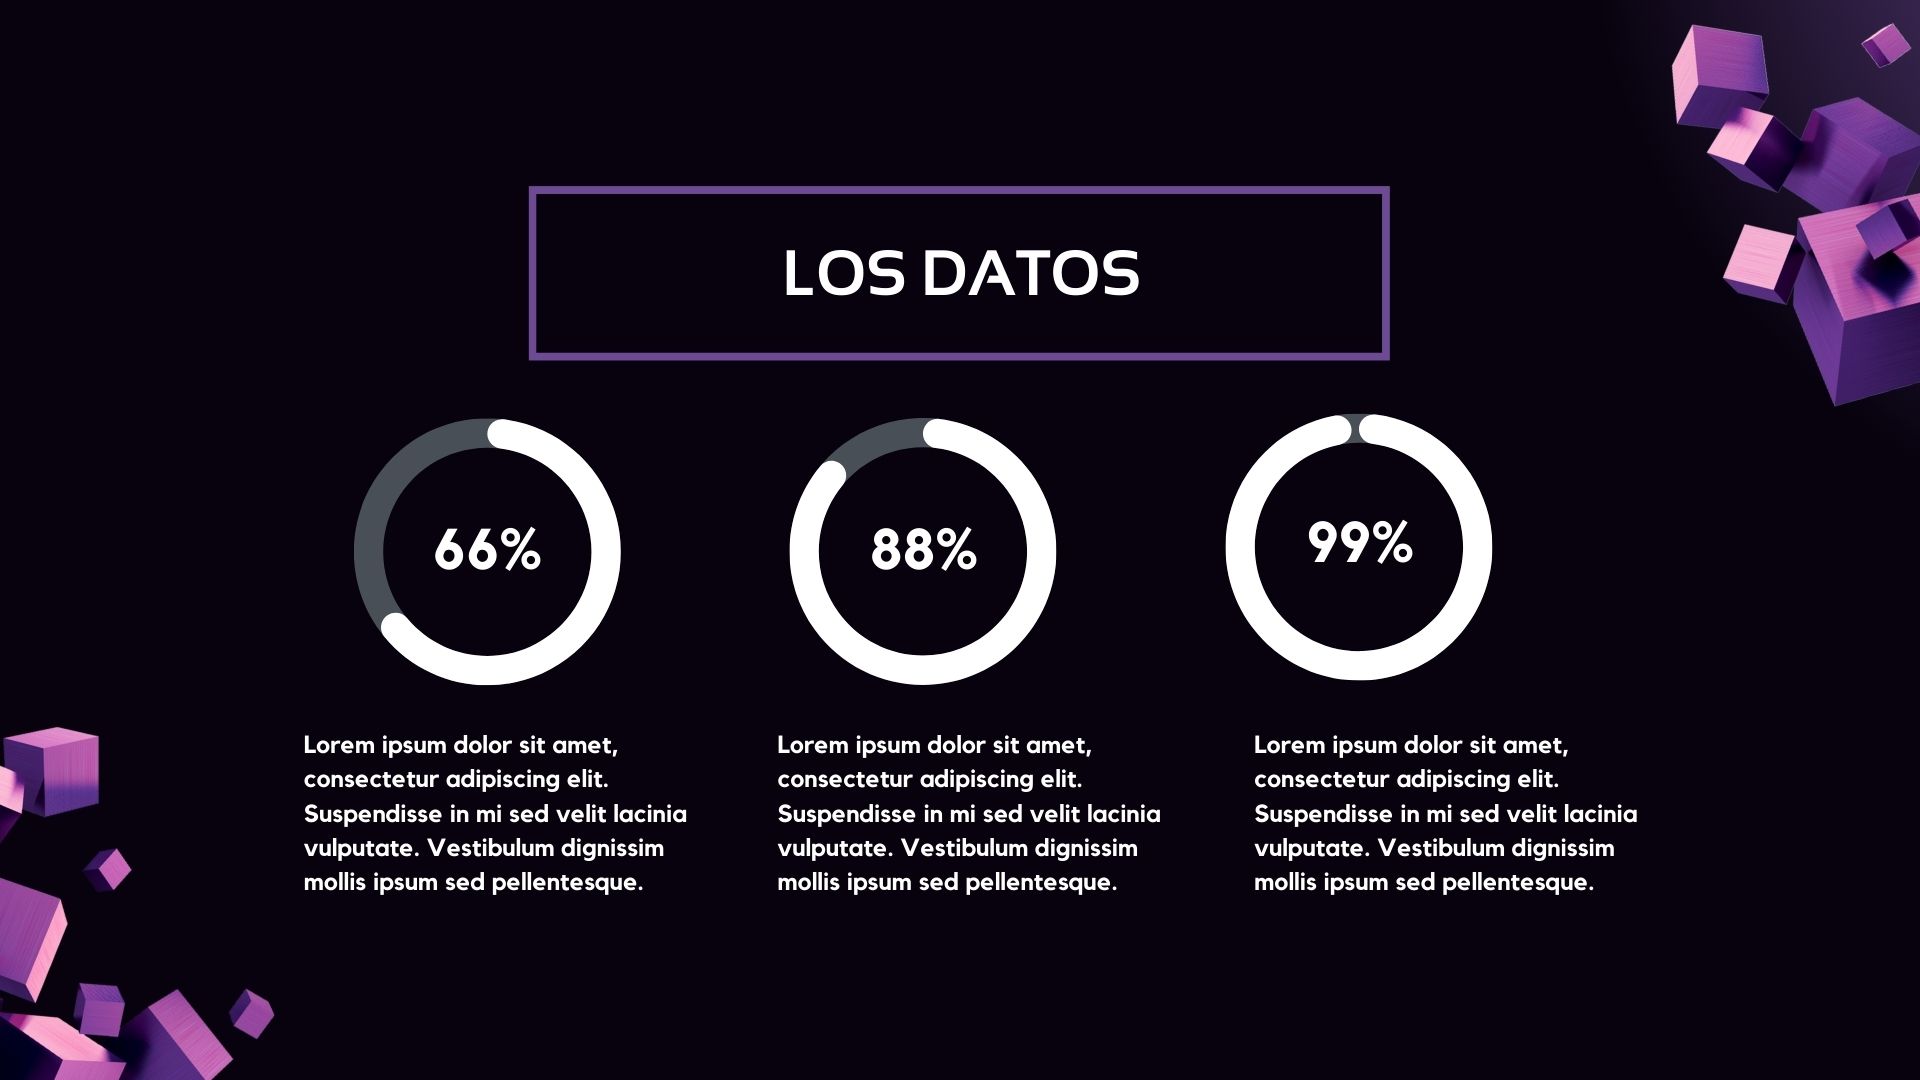 LOS DATOS
66%
88%
99%
Lorem ipsum dolor sit amet,
consectetur adipiscing elit.
Suspendisse in mi sed velit lacinia
vulputate. Vestibulum dignissim
mollis ipsum sed pellentesque.
Lorem ipsum dolor sit amet,
consectetur adipiscing elit.
Suspendisse in mi sed velit lacinia
vulputate. Vestibulum dignissim
mollis ipsum sed pellentesque.
Lorem ipsum dolor sit amet,
consectetur adipiscing elit.
Suspendisse in mi sed velit lacinia
vulputate. Vestibulum dignissim
mollis ipsum sed pellentesque.